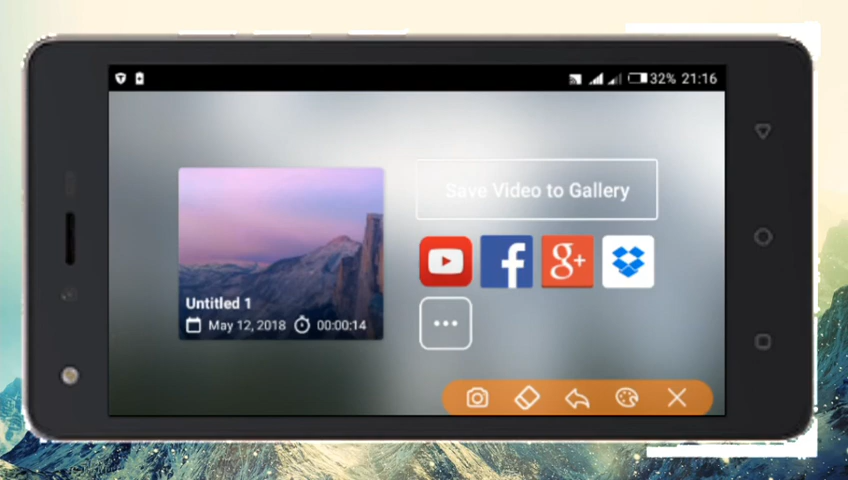 32% 21:16
Save Video to Gallery
f
g+
Untitled 1
May 12, 2018 00:00:14